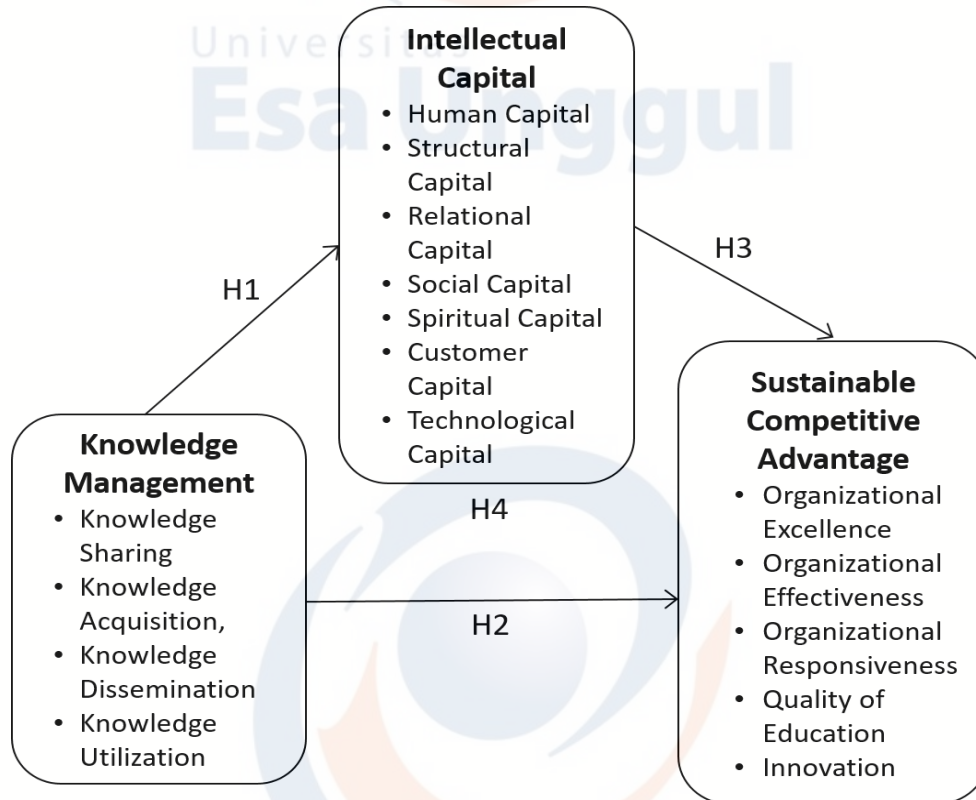 Universitas
Esa Unggul
Intellectual
Capital
• Human Capital
• Structural
Capital
• Relational
Capital
• Social Capital
• Spiritual Capital
• Customer
Capital
• Technological
Capital
H1
H3
Knowledge
Management
• Knowledge
Sharing
• Knowledge
Acquisition,
• Knowledge
Dissemination
• Knowledge
Utilization
H4
H2
Sustainable
Competitive
Advantage
• Organizational
Excellence
• Organizational
Effectiveness
• Organizational
Responsiveness
• Quality of
Education
• Innovation